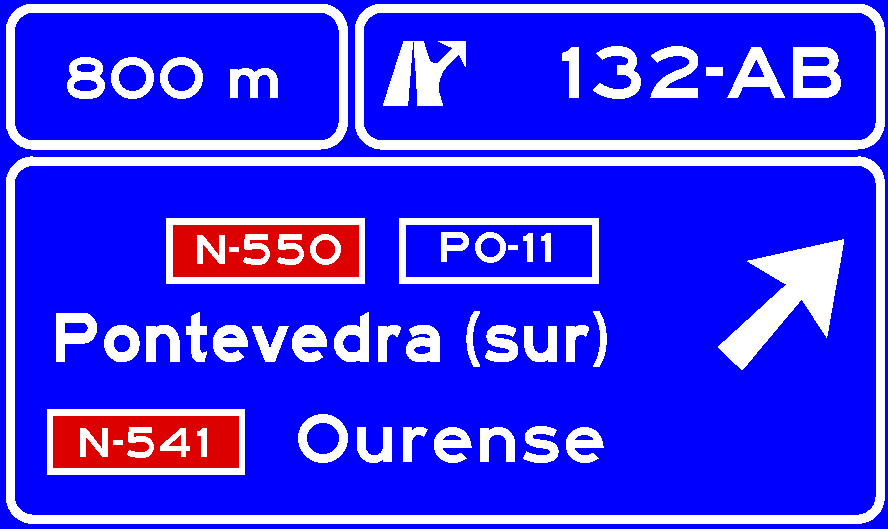 800 m 132-AB
N-550 PO-11
Pontevedra (sur)
N-541 Ourense